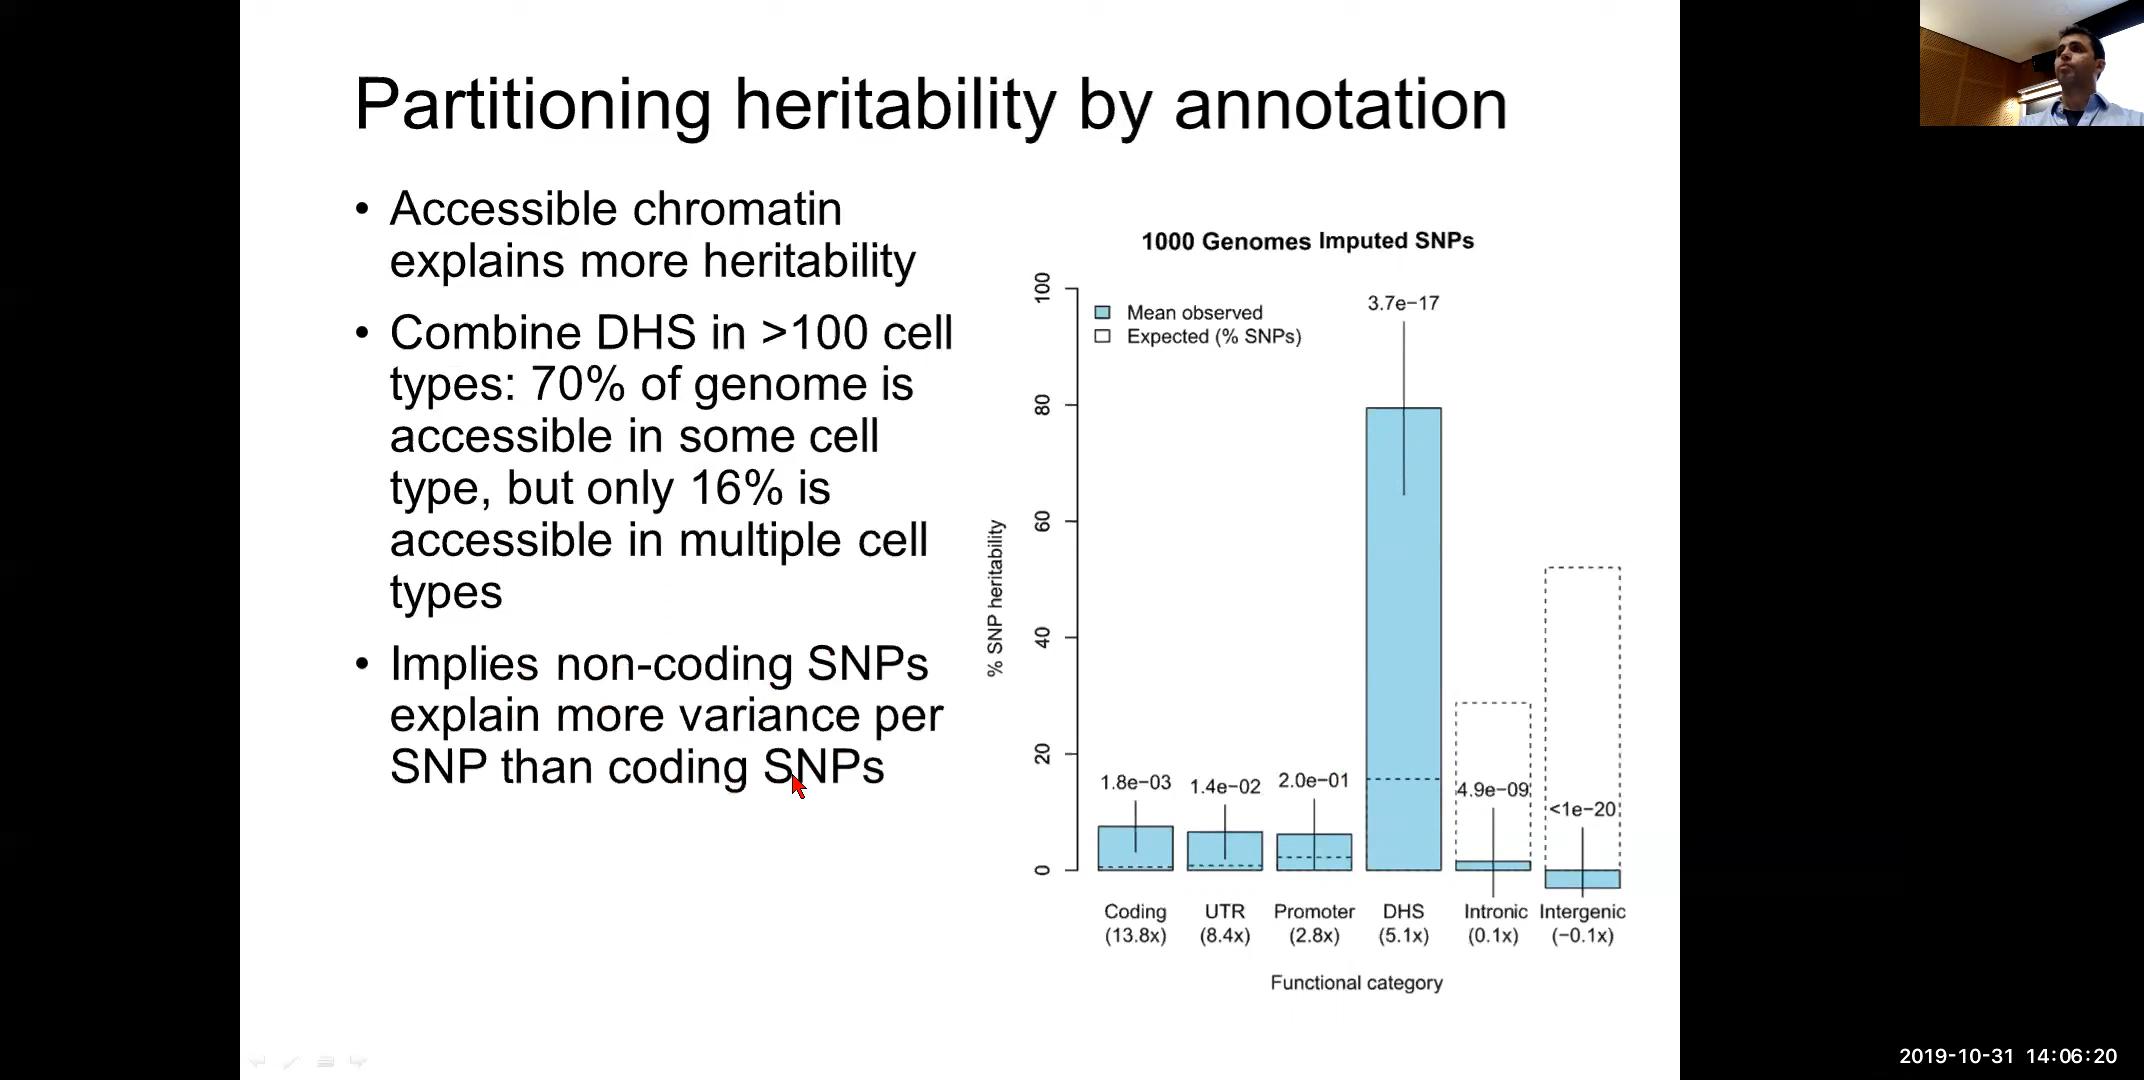 Partitioning heritability by annotation
• Accessible chromatin
explains more heritability
• Combine DHS in >100 cell
types: 70% of genome is
accessible in some cell
type, but only 16% is
accessible in multiple cell
types
• Implies non-coding SNPs
explain more variance per
SNP than coding SNPs
1000 Genomes Imputed SNPs
Mean observed
Expected (% SNPs)
% SNP heritability
100
80
60
40
20
0
1.8e−03
1.4e−02
2.0e−01
3.7e−17
4.9e−09
<1e−20
Coding
(13.8x)
UTR
(8.4x)
Promoter
(2.8x)
DHS
(5.1x)
Intronic
(0.1x)
Intergenic
(−0.1x)
Functional category
2019-10-31 14:06:20